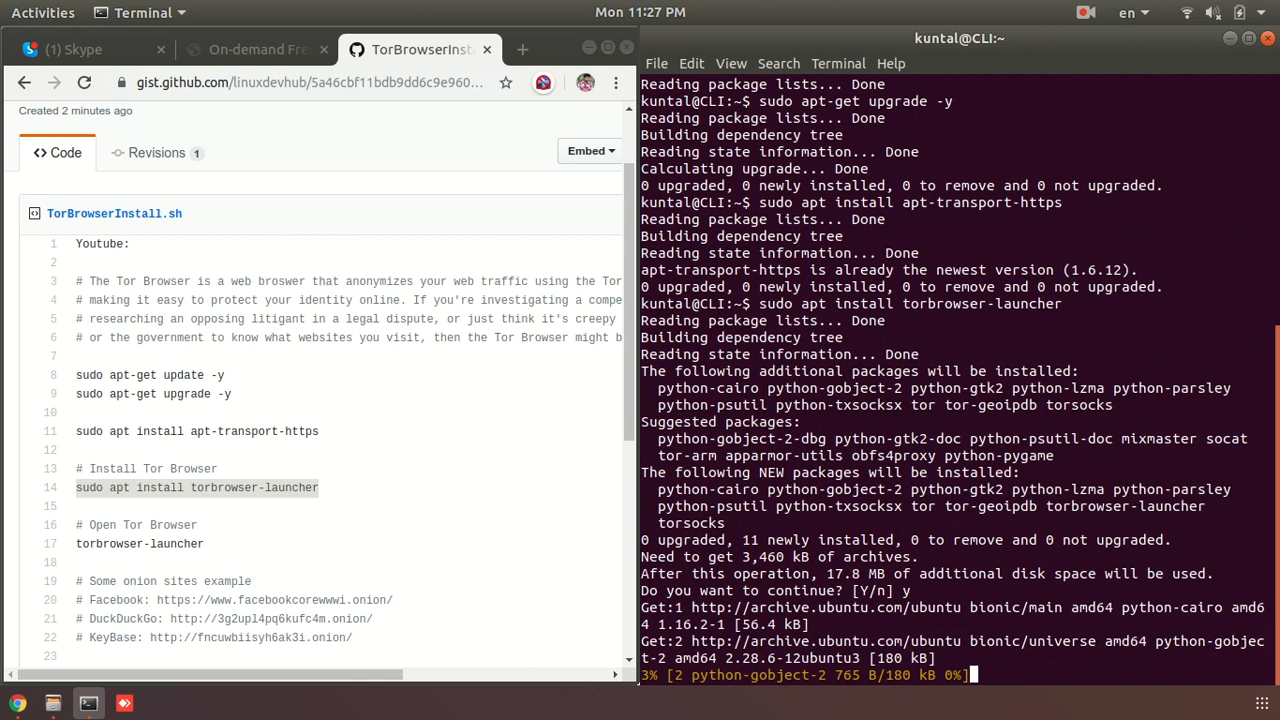 Activities
Terminal
Mon 11:27 PM
en
(1) Skype
On-demand Fre
TorBrowserInst
gist.github.com/linuxdevhub/5a46cbf11bdb9dd6c9e960...
Created 2 minutes ago
Code
Revisions 1
Embed
TorBrowserInstall.sh
1 Youtube:
2
3 # The Tor Browser is a web broswer that anonymizes your web traffic using the Tor
4 # making it easy to protect your identity online. If you're investigating a compe
5 # researching an opposing litigant in a legal dispute, or just think it's creepy
6 # or the government to know what websites you visit, then the Tor Browser might b
7
8 sudo apt-get update -y
9 sudo apt-get upgrade -y
10
11 sudo apt install apt-transport-https
12
13 # Install Tor Browser
14 sudo apt install torbrowser-launcher
15
16 # Open Tor Browser
17 torbrowser-launcher
18
19 # Some onion sites example
20 # Facebook: https://www.facebookcorewwwi.onion/
21 # DuckDuckGo: http://3g2upl4pq6kufc4m.onion/
22 # KeyBase: http://fncuwbiisyh6ak3i.onion/
23
kuntal@CLI:~
File Edit View Search Terminal Help
Reading package lists... Done
kuntal@CLI:~$ sudo apt-get upgrade -y
Reading package lists... Done
Building dependency tree
Reading state information... Done
Calculating upgrade... Done
0 upgraded, 0 newly installed, 0 to remove and 0 not upgraded.
kuntal@CLI:~$ sudo apt install apt-transport-https
Reading package lists... Done
Building dependency tree
Reading state information... Done
apt-transport-https is already the newest version (1.6.12).
0 upgraded, 0 newly installed, 0 to remove and 0 not upgraded.
kuntal@CLI:~$ sudo apt install torbrowser-launcher
Reading package lists... Done
Building dependency tree
Reading state information... Done
The following additional packages will be installed:
python-cairo python-gobject-2 python-gtk2 python-lzma python-parsley
python-psutil python-txsocksx tor tor-geoipdb torsocks
Suggested packages:
python-gobject-2-dbg python-gtk2-doc python-psutil-doc mixmaster socat
tor-arm apparmor-utils obfs4proxy python-pygame
The following NEW packages will be installed:
python-cairo python-gobject-2 python-gtk2 python-lzma python-parsley
python-psutil python-txsocksx tor tor-geoipdb torbrowser-launcher
torsocks
0 upgraded, 11 newly installed, 0 to remove and 0 not upgraded.
Need to get 3,460 kB of archives.
After this operation, 17.8 MB of additional disk space will be used.
Do you want to continue? [Y/n] y
Get:1 http://archive.ubuntu.com/ubuntu bionic/main amd64 python-cairo amd6
4 1.16.2-1 [56.4 kB]
Get:2 http://archive.ubuntu.com/ubuntu bionic/universe amd64 python-gobjec
t-2 amd64 2.28.6-12ubuntu3 [180 kB]
3% [2 python-gobject-2 765 B/180 kB 0%]